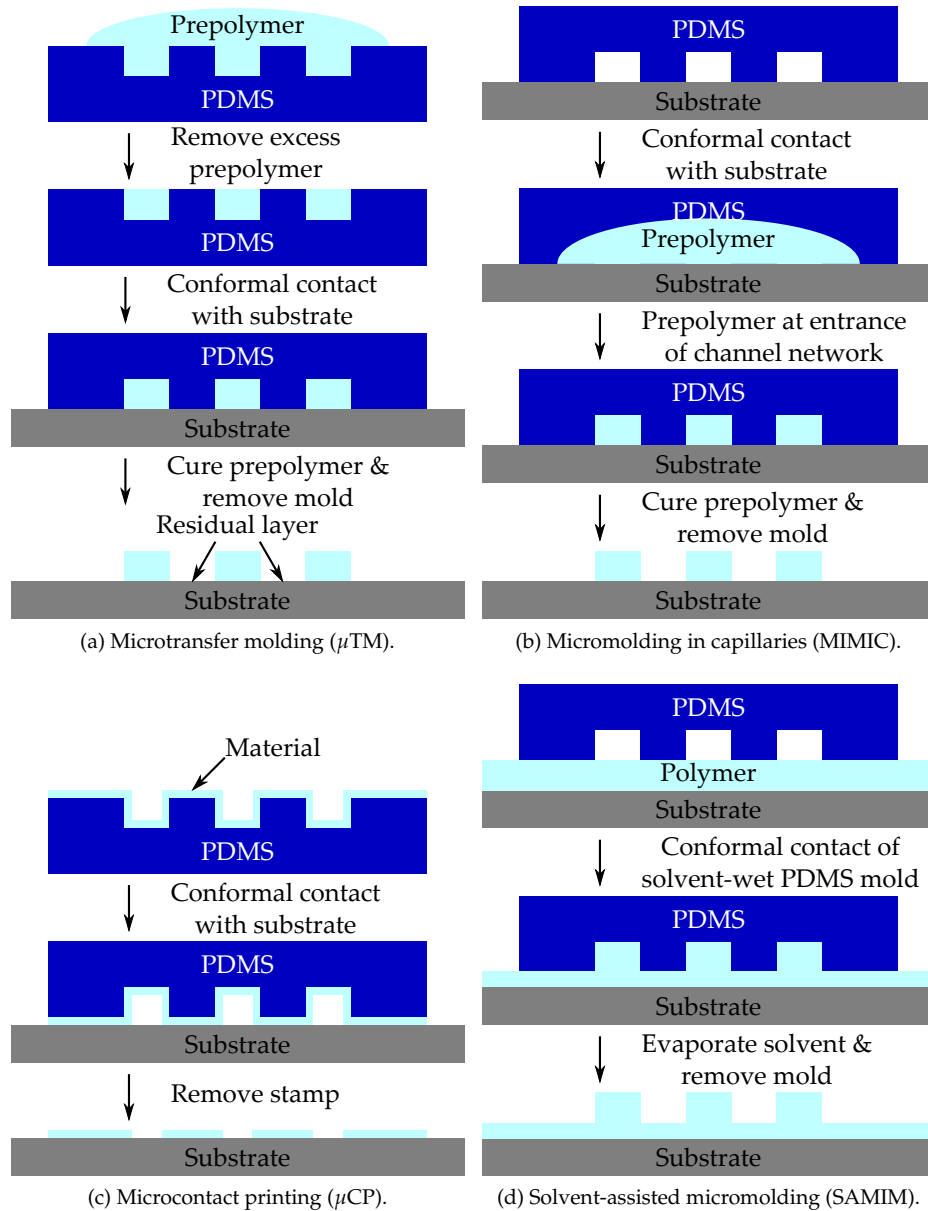 Prepolymer
PDMS
Remove excess
prepolymer
PDMS
Conformal contact
with substrate
PDMS
Substrate
Cure prepolymer &
remove mold
Residual layer
Substrate
(a) Microtransfer molding (μTM).
PDMS
Substrate
Conformal contact
with substrate
PDMS
Prepolymer
Substrate
Prepolymer at entrance
of channel network
PDMS
Substrate
Cure prepolymer &
remove mold
Substrate
(b) Micromolding in capillaries (MIMIC).
Material
PDMS
Conformal contact
with substrate
PDMS
Substrate
Remove stamp
Substrate
(c) Microcontact printing (μCP).
PDMS
Polymer
Substrate
Conformal contact of
solvent-wet PDMS mold
PDMS
Substrate
Evaporate solvent &
remove mold
Substrate
(d) Solvent-assisted micromolding (SAMIM).